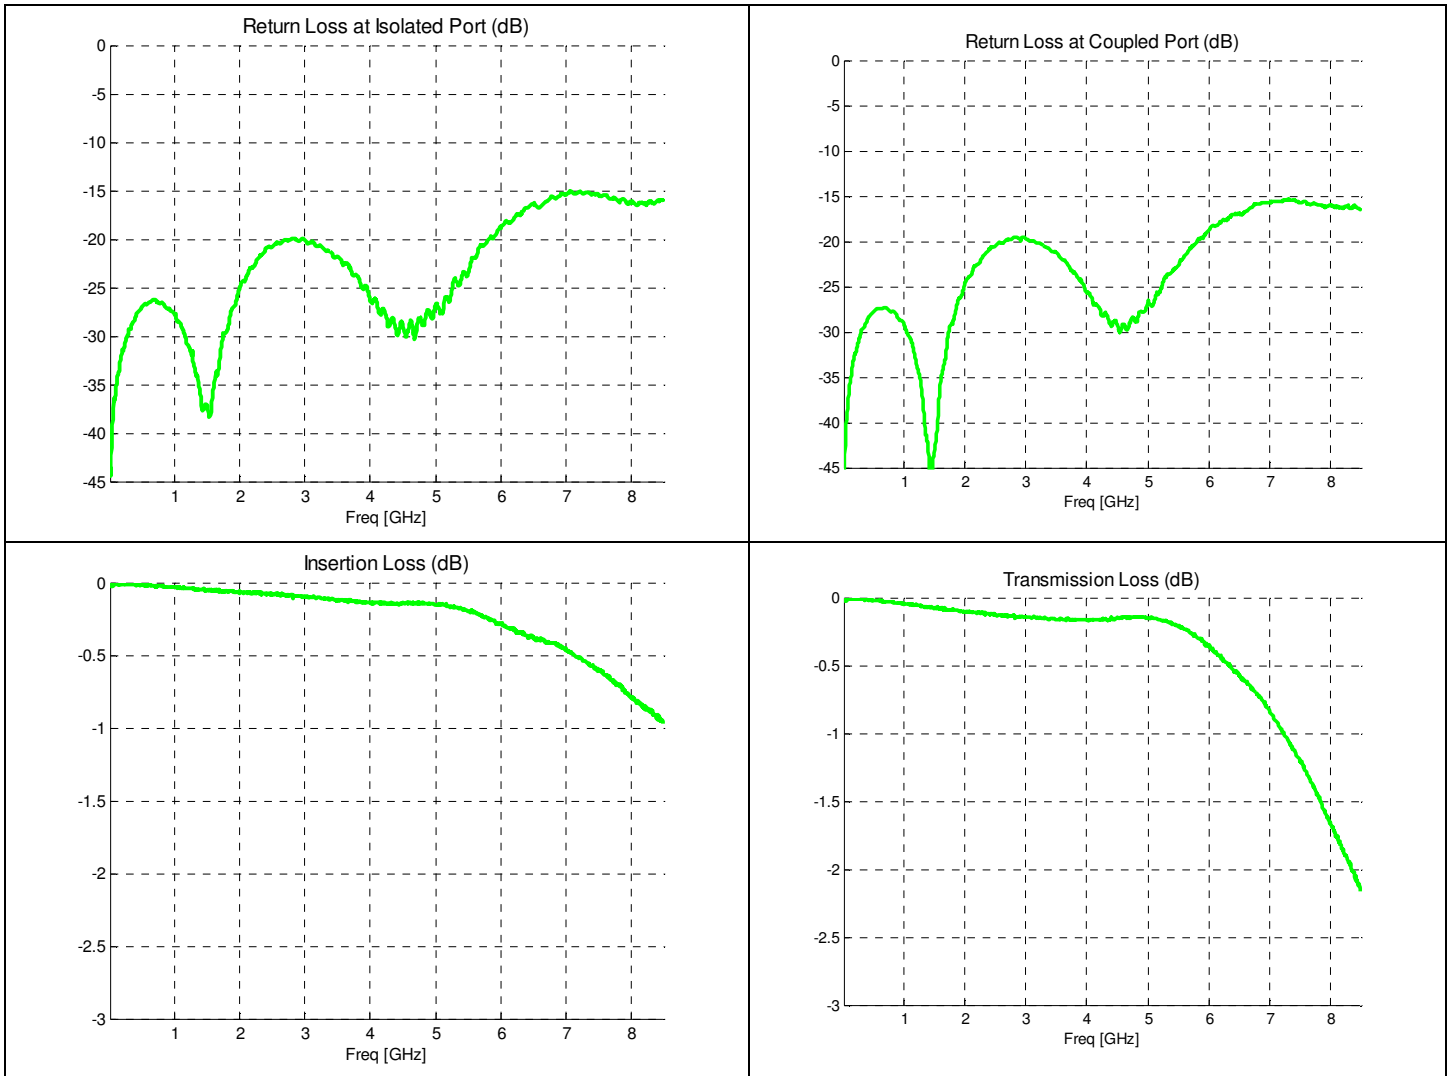 Return Loss at Isolated Port (dB)
0
-5
-10
-15
-20
-25
-30
-35
-40
-45
1 2 3 4 5 6 7 8
Freq [GHz]
Return Loss at Coupled Port (dB)
0
-5
-10
-15
-20
-25
-30
-35
-40
-45
1 2 3 4 5 6 7 8
Freq [GHz]
Insertion Loss (dB)
0
-0.5
-1
-1.5
-2
-2.5
-3
1 2 3 4 5 6 7 8
Freq [GHz]
Transmission Loss (dB)
0
-0.5
-1
-1.5
-2
-2.5
-3
1 2 3 4 5 6 7 8
Freq [GHz]